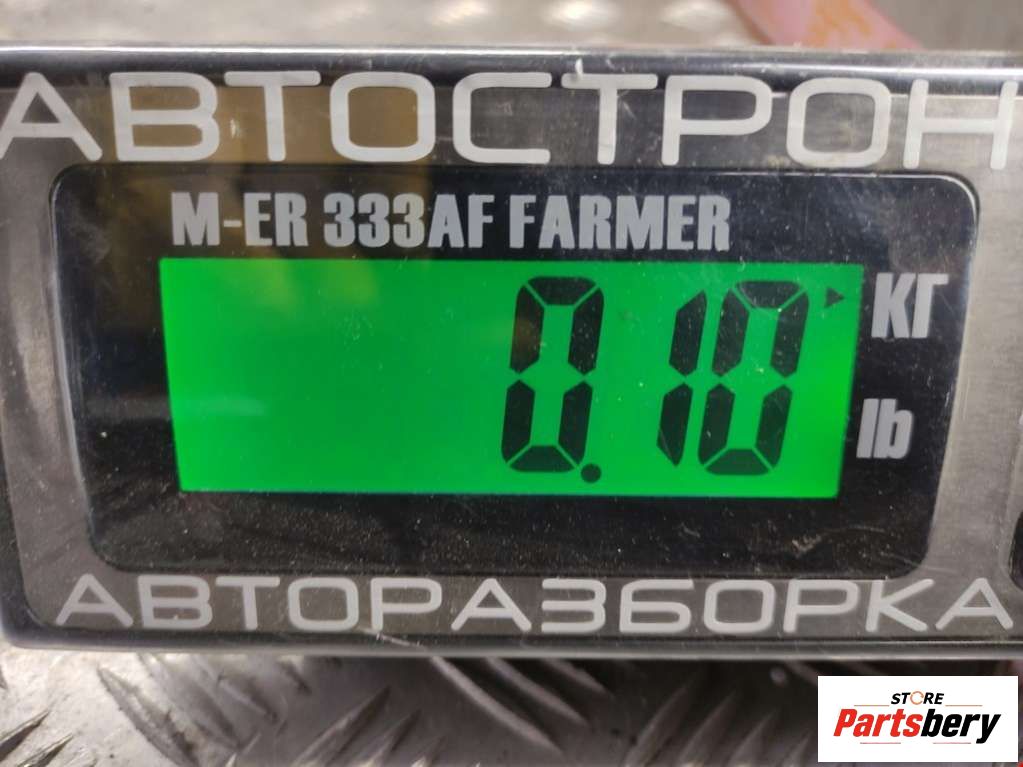 АВТОСТРОН
M-ER 333AF FARMER
0.10
КГ
lb
АВТОРАЗБОРКА
STORE
Partsbery